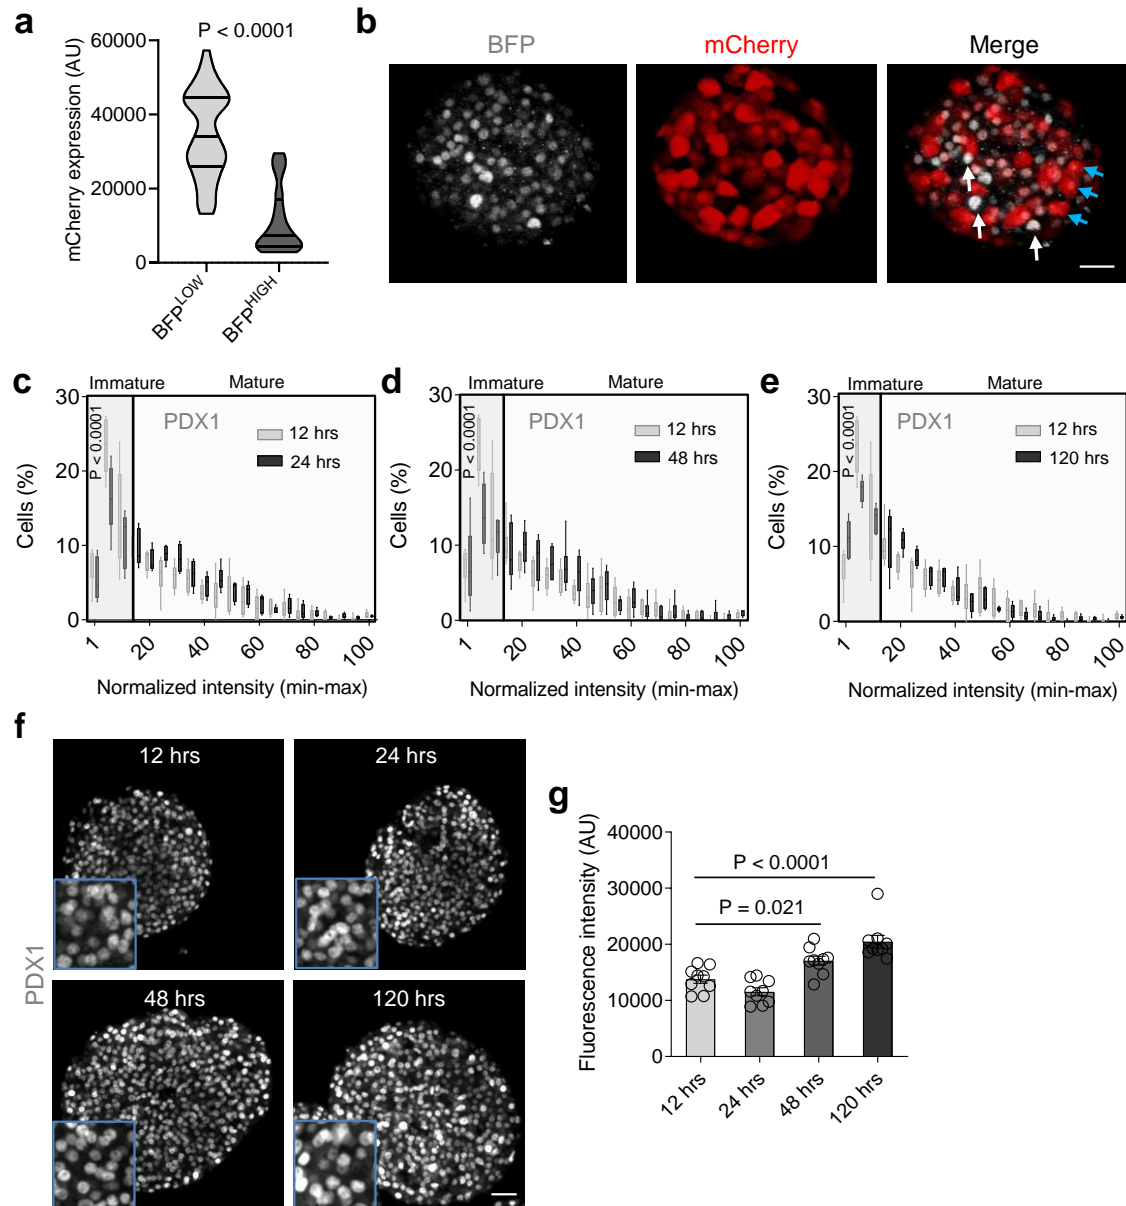 a
P < 0.0001
mCherry expression (AU)
60000
40000
20000
0
BFP^LOW
BFP^HIGH
b
BFP
mCherry
Merge
c
Immature
Mature
PDX1
P < 0.0001
12 hrs
24 hrs
Cells (%)
30
20
10
0
1
20
40
60
80
100
Normalized intensity (min-max)
d
Immature
Mature
PDX1
P < 0.0001
12 hrs
48 hrs
Cells (%)
30
20
10
0
1
20
40
60
80
100
Normalized intensity (min-max)
e
Immature
Mature
PDX1
P < 0.0001
12 hrs
120 hrs
Cells (%)
30
20
10
0
1
20
40
60
80
100
Normalized intensity (min-max)
f
PDX1
12 hrs
24 hrs
48 hrs
120 hrs
g
Fluorescence intensity (AU)
40000
30000
20000
10000
0
P < 0.0001
P = 0.021
12 hrs
24 hrs
48 hrs
120 hrs